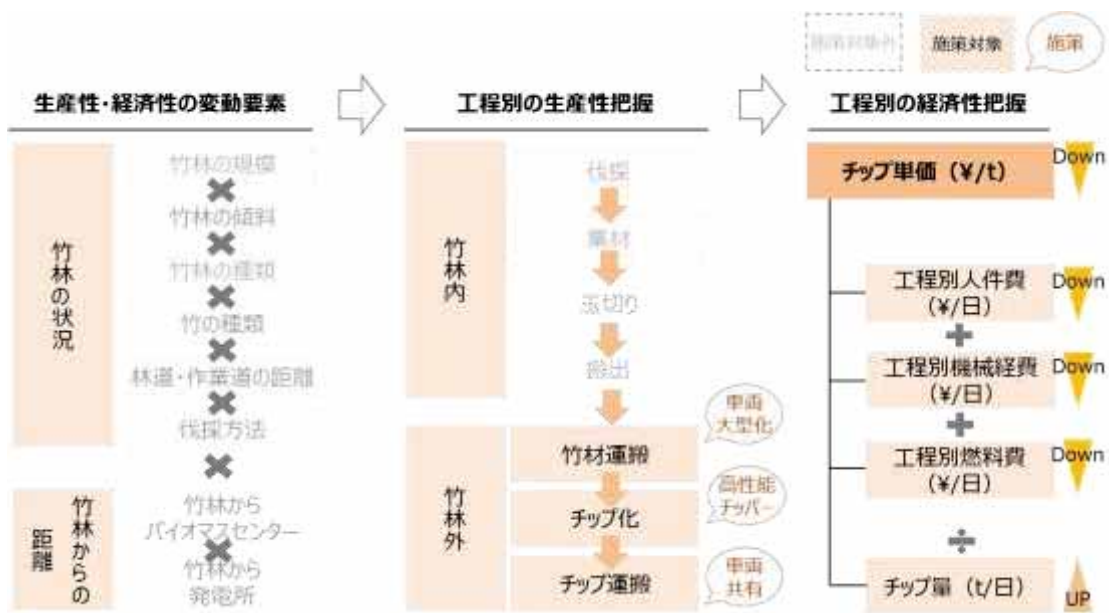 施策対象外
施策対象
施策
生産性・経済性の変動要素
工程別の生産性把握
工程別の経済性把握
竹林の状況
竹林の規模
竹林の傾斜
竹林の種類
竹の種類
林道・作業道の距離
伐採方法
竹林からの
距離
竹林から
バイオマスセンター
竹林から
発電所
竹林内
伐採
集材
玉切り
搬出
竹林外
竹材運搬
車両
大型化
チップ化
高性能
チッパー
チップ運搬
車両
共有
チップ単価（¥/t）
Down
工程別人件費
（¥/日）
Down
工程別機械経費
（¥/日）
Down
工程別燃料費
（¥/日）
Down
チップ量（t/日）
UP